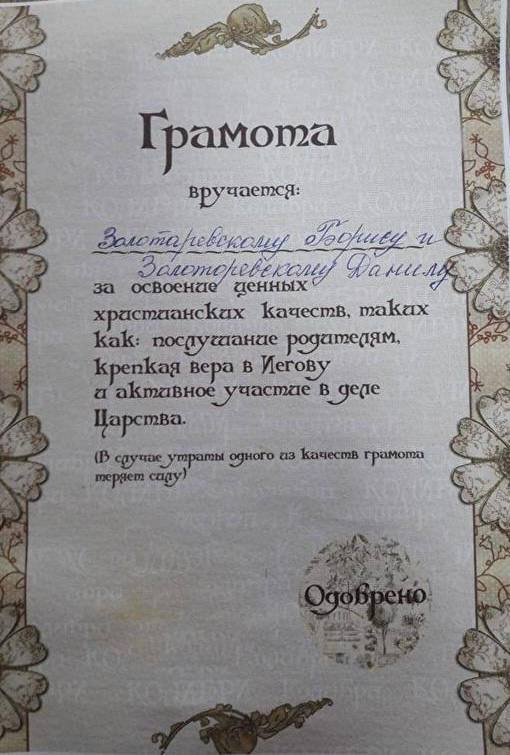 Грамота
вручается:
Золотаревскому Борису и
Золотаревскому Данилу
за освоение ценных
христианских качеств, таких
как: послушание родителям,
крепкая вера в Иегову
и активное участие в деле
Царства.
(В случае утраты одного из качеств грамота
теряет силу)
Одобрено